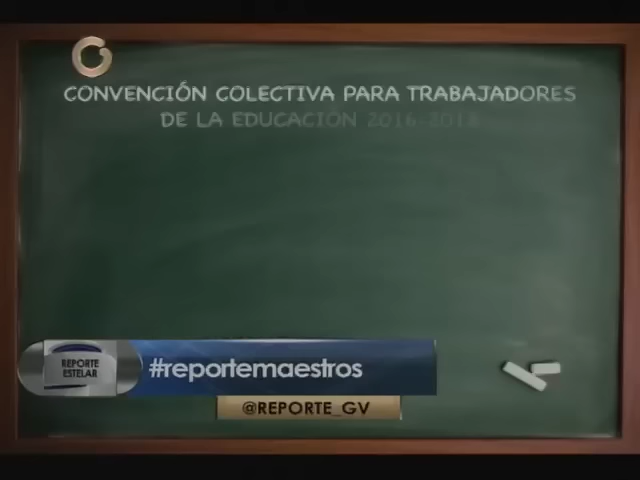 CONVENCIÓN COLECTIVA PARA TRABAJADORES
DE LA EDUCACIÓN 2016-2018
REPORTE
ESTELAR
#reportemaestros
@REPORTE_GV